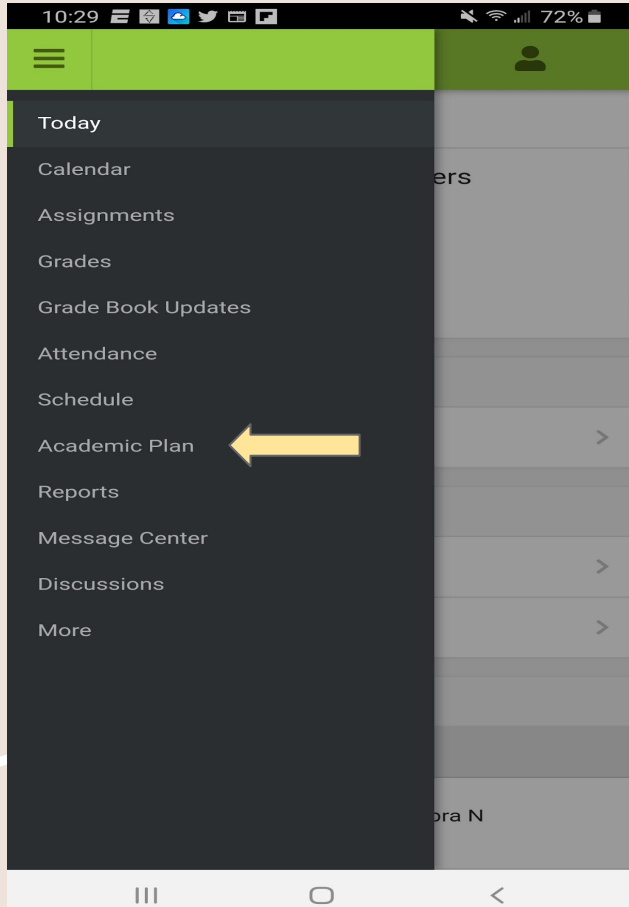 10:29
72%
Today
Calendar
ers
Assignments
Grades
Grade Book Updates
Attendance
Schedule
Academic Plan
Reports
Message Center
Discussions
More
ora N